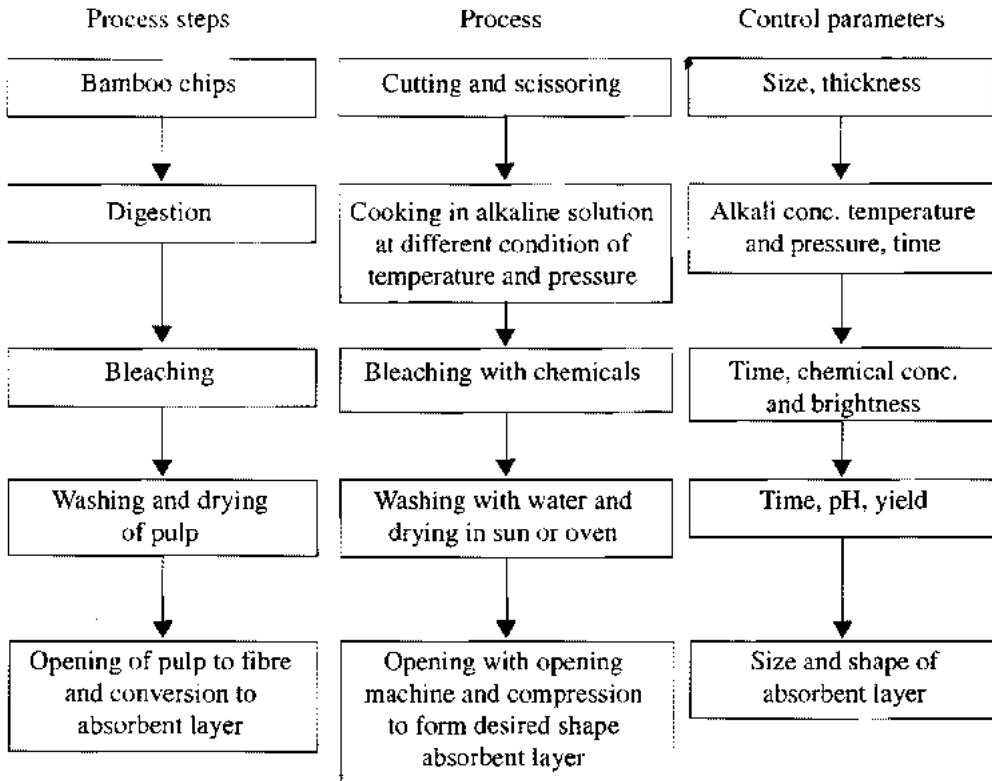 Process steps
Process
Control parameters
Bamboo chips
Cutting and scissoring
Size, thickness
Digestion
Cooking in alkaline solution
at different condition of
temperature and pressure
Alkali conc. temperature
and pressure, time
Bleaching
Bleaching with chemicals
Time, chemical conc.
and brightness
Washing and drying
of pulp
Washing with water and
drying in sun or oven
Time, pH, yield
Opening of pulp to fibre
and conversion to
absorbent layer
Opening with opening
machine and compression
to form desired shape
absorbent layer
Size and shape of
absorbent layer